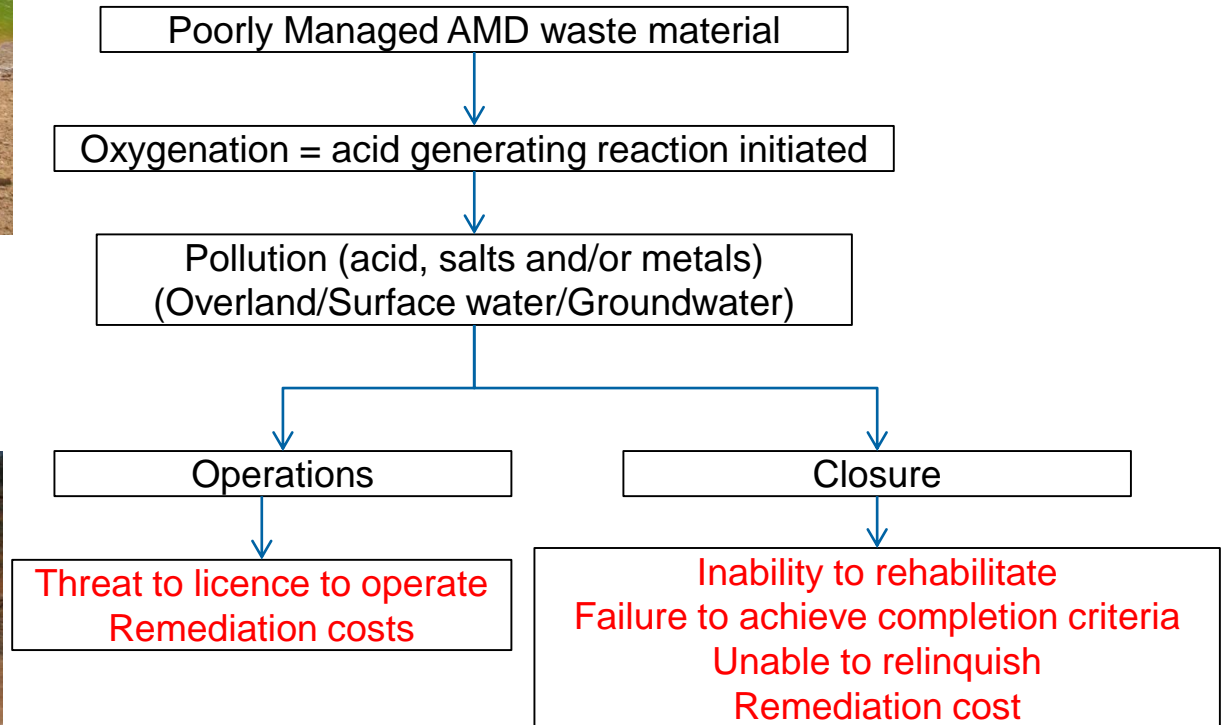 Poorly Managed AMD waste material
Oxygenation = acid generating reaction initiated
Pollution (acid, salts and/or metals)
(Overland/Surface water/Groundwater)
Operations
Closure
Threat to licence to operate
Remediation costs
Inability to rehabilitate
Failure to achieve completion criteria
Unable to relinquish
Remediation cost